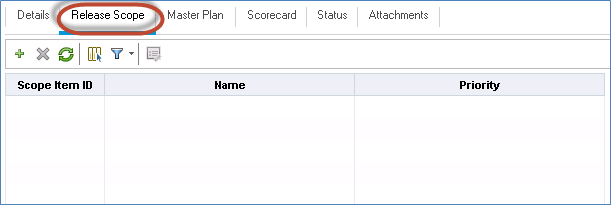 Details Release Scope Master Plan Scorecard Status Attachments
Scope Item ID Name Priority